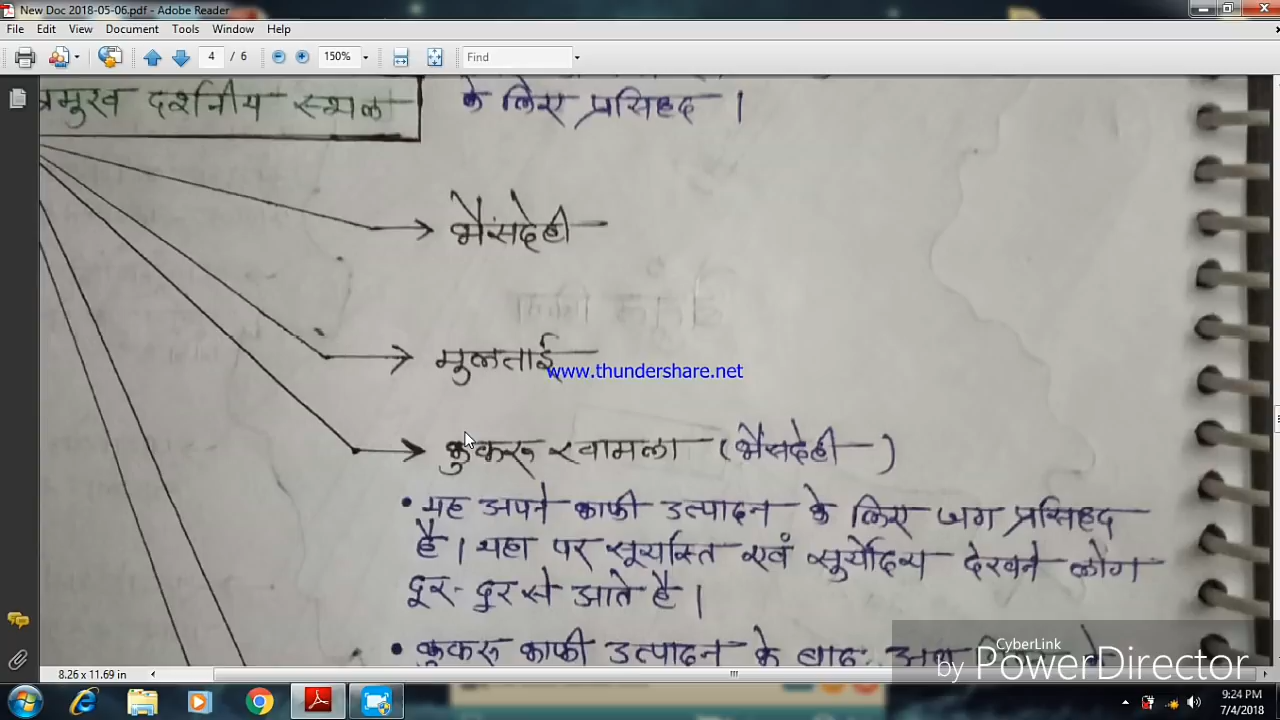 New Doc 2018-05-06.pdf - Adobe Reader
File Edit View Document Tools Window Help
4 / 6 150% Find
प्रमुख दर्शनीय स्थल
के लिए प्रसिद्द ।
भैंसदेही
मुलताई
www.thundershare.net
कुकरू खामला (भैंसदेही)
• यह अपने काफी उत्पादन के लिए जग प्रसिद्द
है । यहा पर सूर्यास्त एवं सुर्योदय देखने लोंग
दूर-दुर से आते है ।
• कुकरू काफी उत्पादन के बाद
CyberLink
by PowerDirector
8.26 x 11.69 in
9:24 PM
7/4/2018